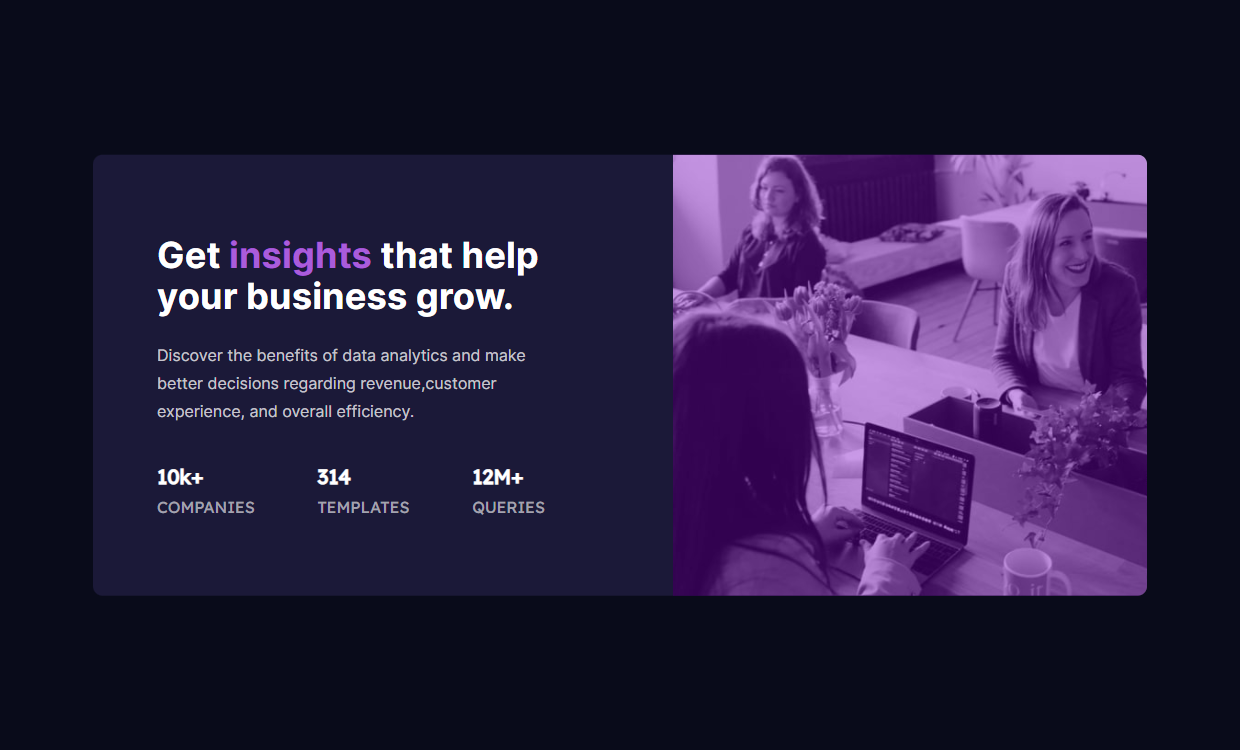 Get insights that help
your business grow.
Discover the benefits of data analytics and make
better decisions regarding revenue,customer
experience, and overall efficiency.
10k+ 314 12M+
COMPANIES TEMPLATES QUERIES